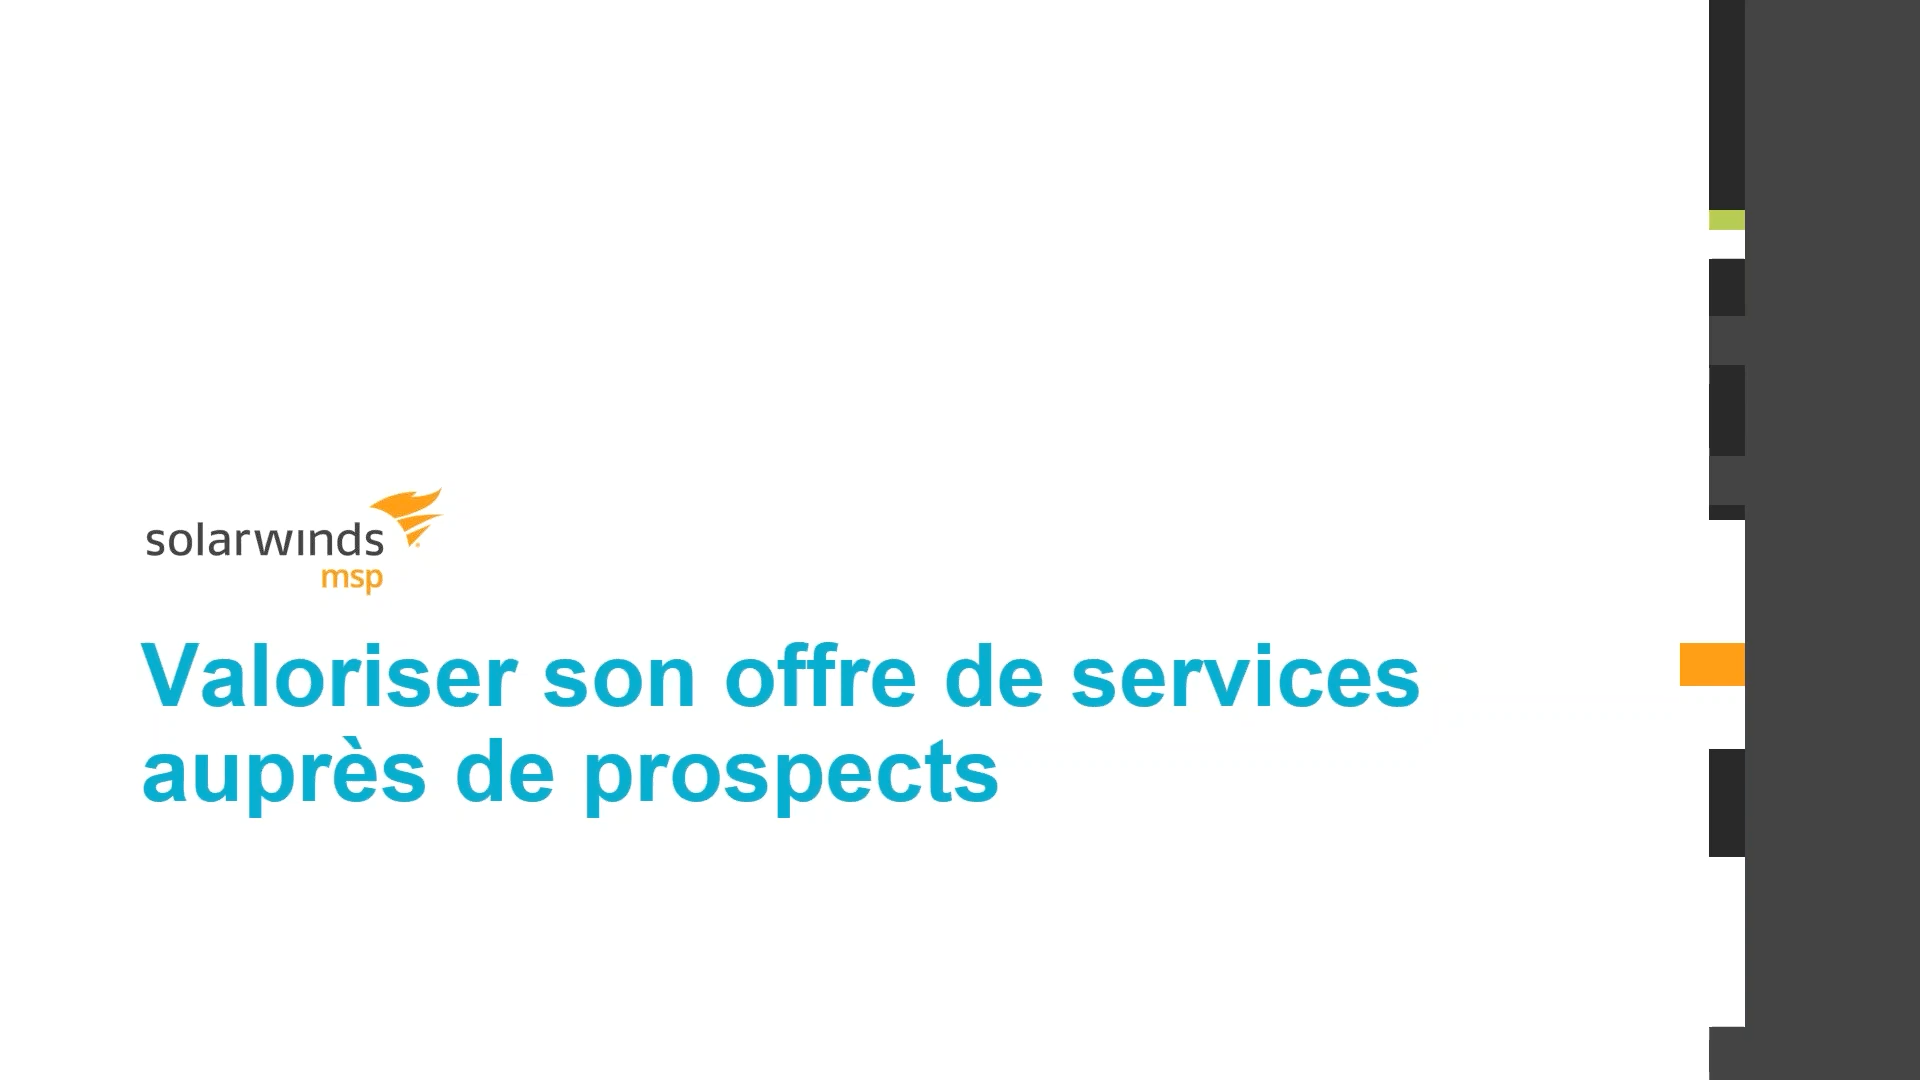 solarwinds
msp
Valoriser son offre de services
auprès de prospects